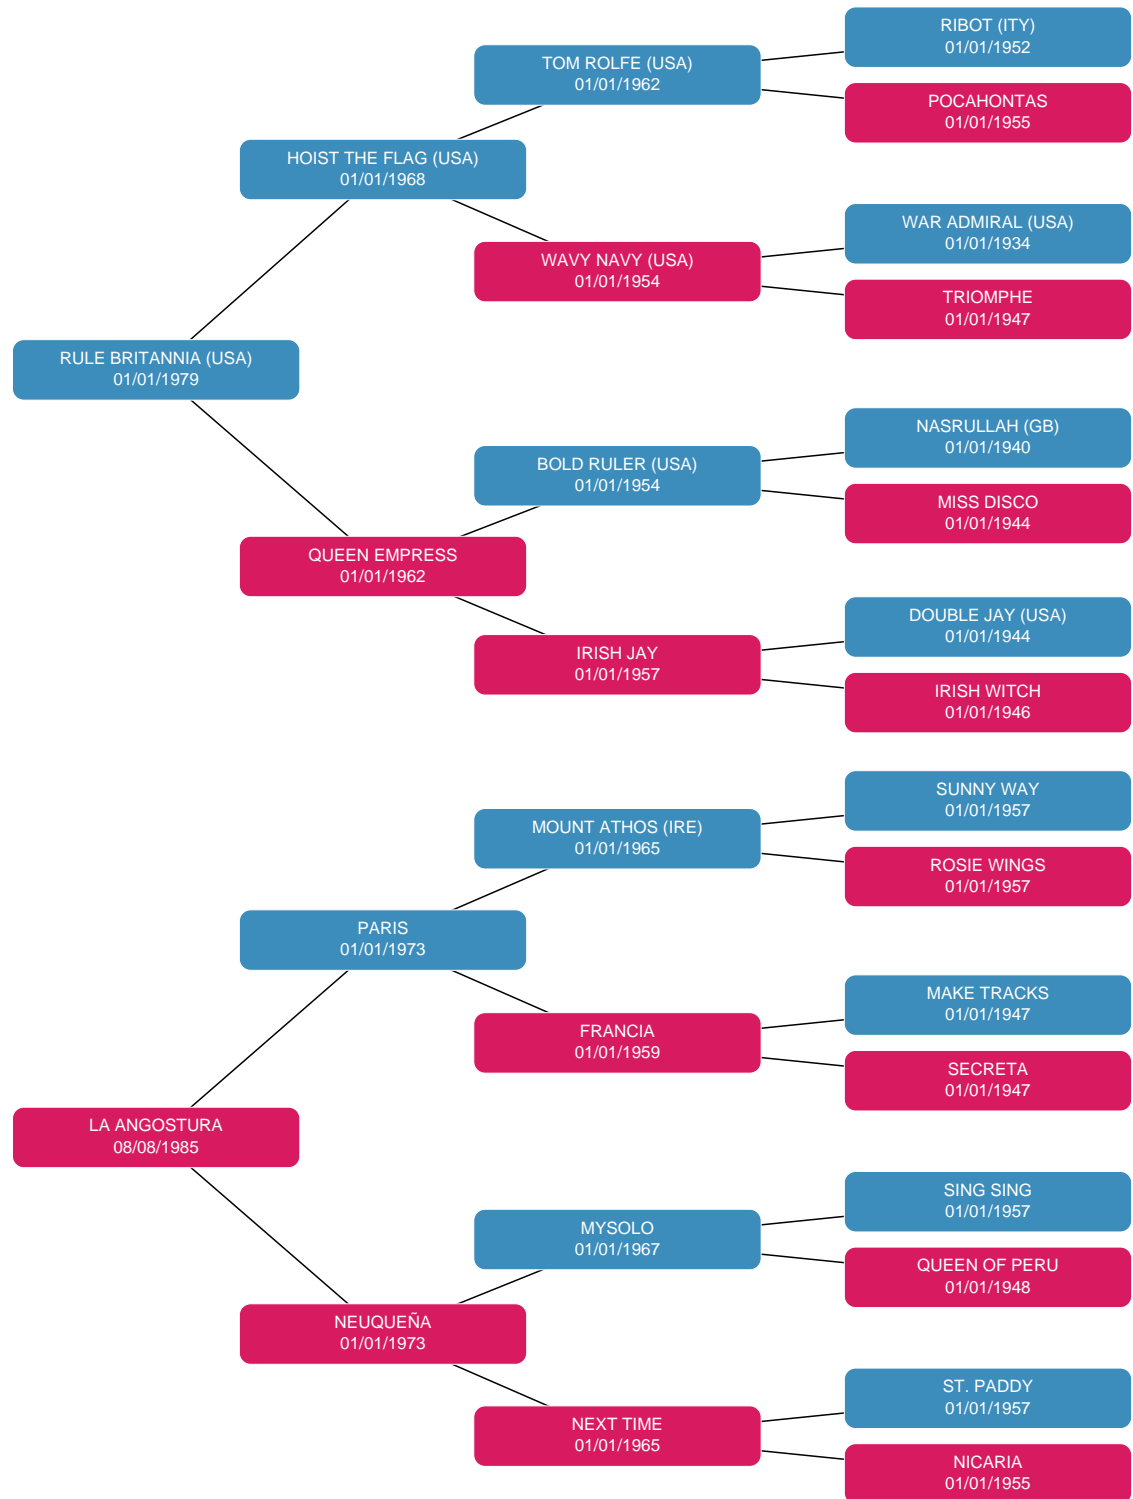 RIBOT (ITY)
01/01/1952
TOM ROLFE (USA)
01/01/1962
POCAHONTAS
01/01/1955
HOIST THE FLAG (USA)
01/01/1968
WAR ADMIRAL (USA)
01/01/1934
WAVY NAVY (USA)
01/01/1954
TRIOMPHE
01/01/1947
RULE BRITANNIA (USA)
01/01/1979
NASRULLAH (GB)
01/01/1940
BOLD RULER (USA)
01/01/1954
MISS DISCO
01/01/1944
QUEEN EMPRESS
01/01/1962
DOUBLE JAY (USA)
01/01/1944
IRISH JAY
01/01/1957
IRISH WITCH
01/01/1946
SUNNY WAY
01/01/1957
MOUNT ATHOS (IRE)
01/01/1965
ROSIE WINGS
01/01/1957
PARIS
01/01/1973
MAKE TRACKS
01/01/1947
FRANCIA
01/01/1959
SECRETA
01/01/1947
LA ANGOSTURA
08/08/1985
SING SING
01/01/1957
MYSOLO
01/01/1967
QUEEN OF PERU
01/01/1948
NEUQUEÑA
01/01/1973
ST. PADDY
01/01/1957
NEXT TIME
01/01/1965
NICARIA
01/01/1955